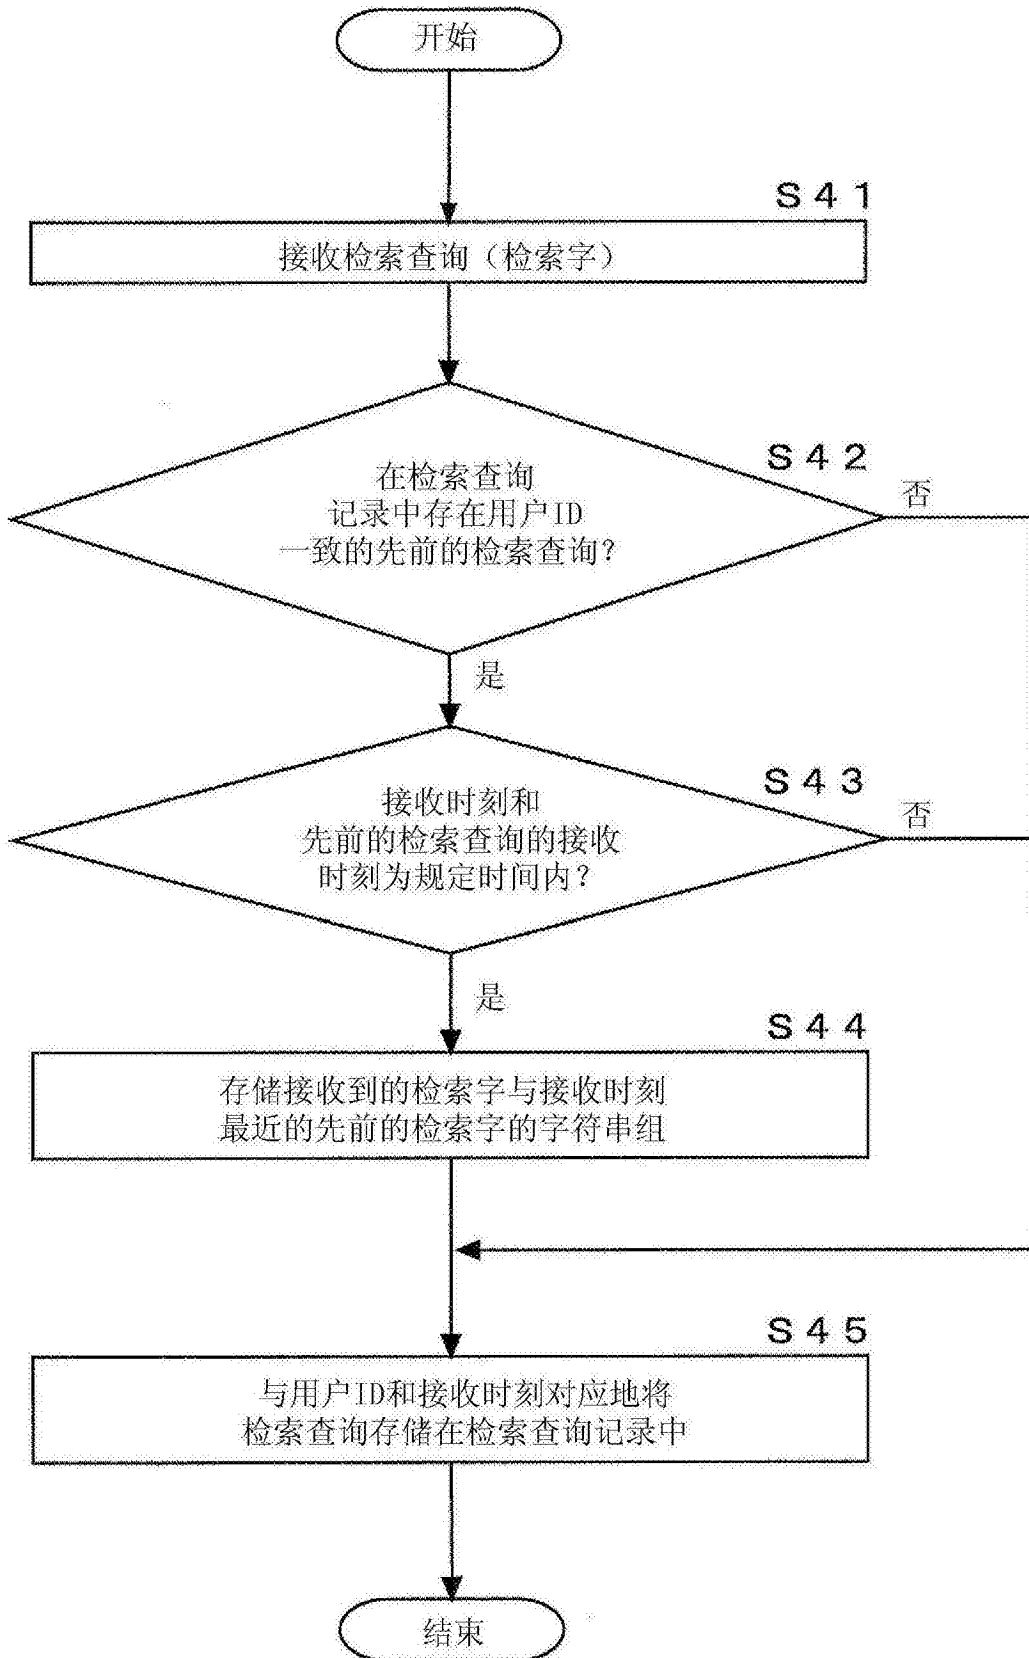 开始
S41
接收检索查询（检索字）
S42
在检索查询
记录中存在用户ID
一致的先前的检索查询？
否
是
S43
接收时刻和
先前的检索查询的接收
时刻为规定时间内？
否
是
S44
存储接收到的检索字与接收时刻
最近的先前的检索字的字符串组
S45
与用户ID和接收时刻对应地将
检索查询存储在检索查询记录中
结束